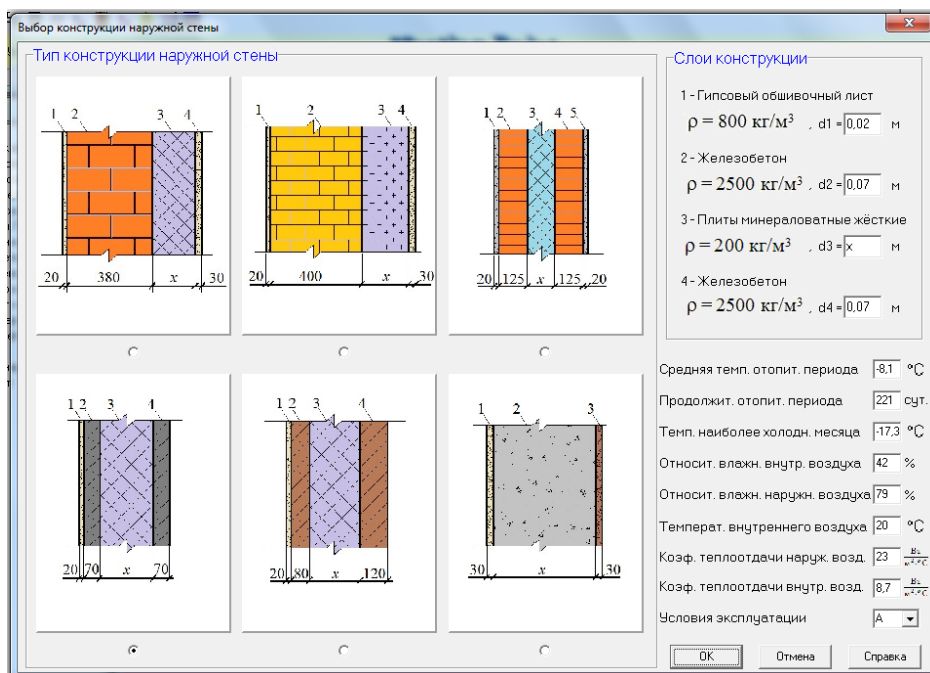 Выбор конструкции наружной стены
Тип конструкции наружной стены
1 2 3 4
20 380 x 30
1 2 3 4
20 400 x 30
1 2 3 4 5
20 125 x 125 20
1 2 3 4
20 70 x 70
1 2 3 4
20 80 x 120
1 2 3
30 x 30
Слои конструкции
1 - Гипсовый обшивочный лист
ρ = 800 кг/м³ , d1 = 0,02 м
2 - Железобетон
ρ = 2500 кг/м³ , d2 = 0,07 м
3 - Плиты минераловатные жёсткие
ρ = 200 кг/м³ , d3 = x м
4 - Железобетон
ρ = 2500 кг/м³ , d4 = 0,07 м
Средняя темп. отопит. периода -8,1 °C
Продолжит. отопит. периода 221 сут.
Темп. наиболее холодн. месяца -17,3 °C
Относит. влажн. внутр. воздуха 42 %
Относит. влажн. наружн. воздуха 79 %
Температ. внутреннего воздуха 20 °C
Коэф. теплоотдачи наруж. возд. 23 Вт/м²·°C
Коэф. теплоотдачи внутр. возд. 8,7 Вт/м²·°C
Условия эксплуатации A
OK Отмена Справка